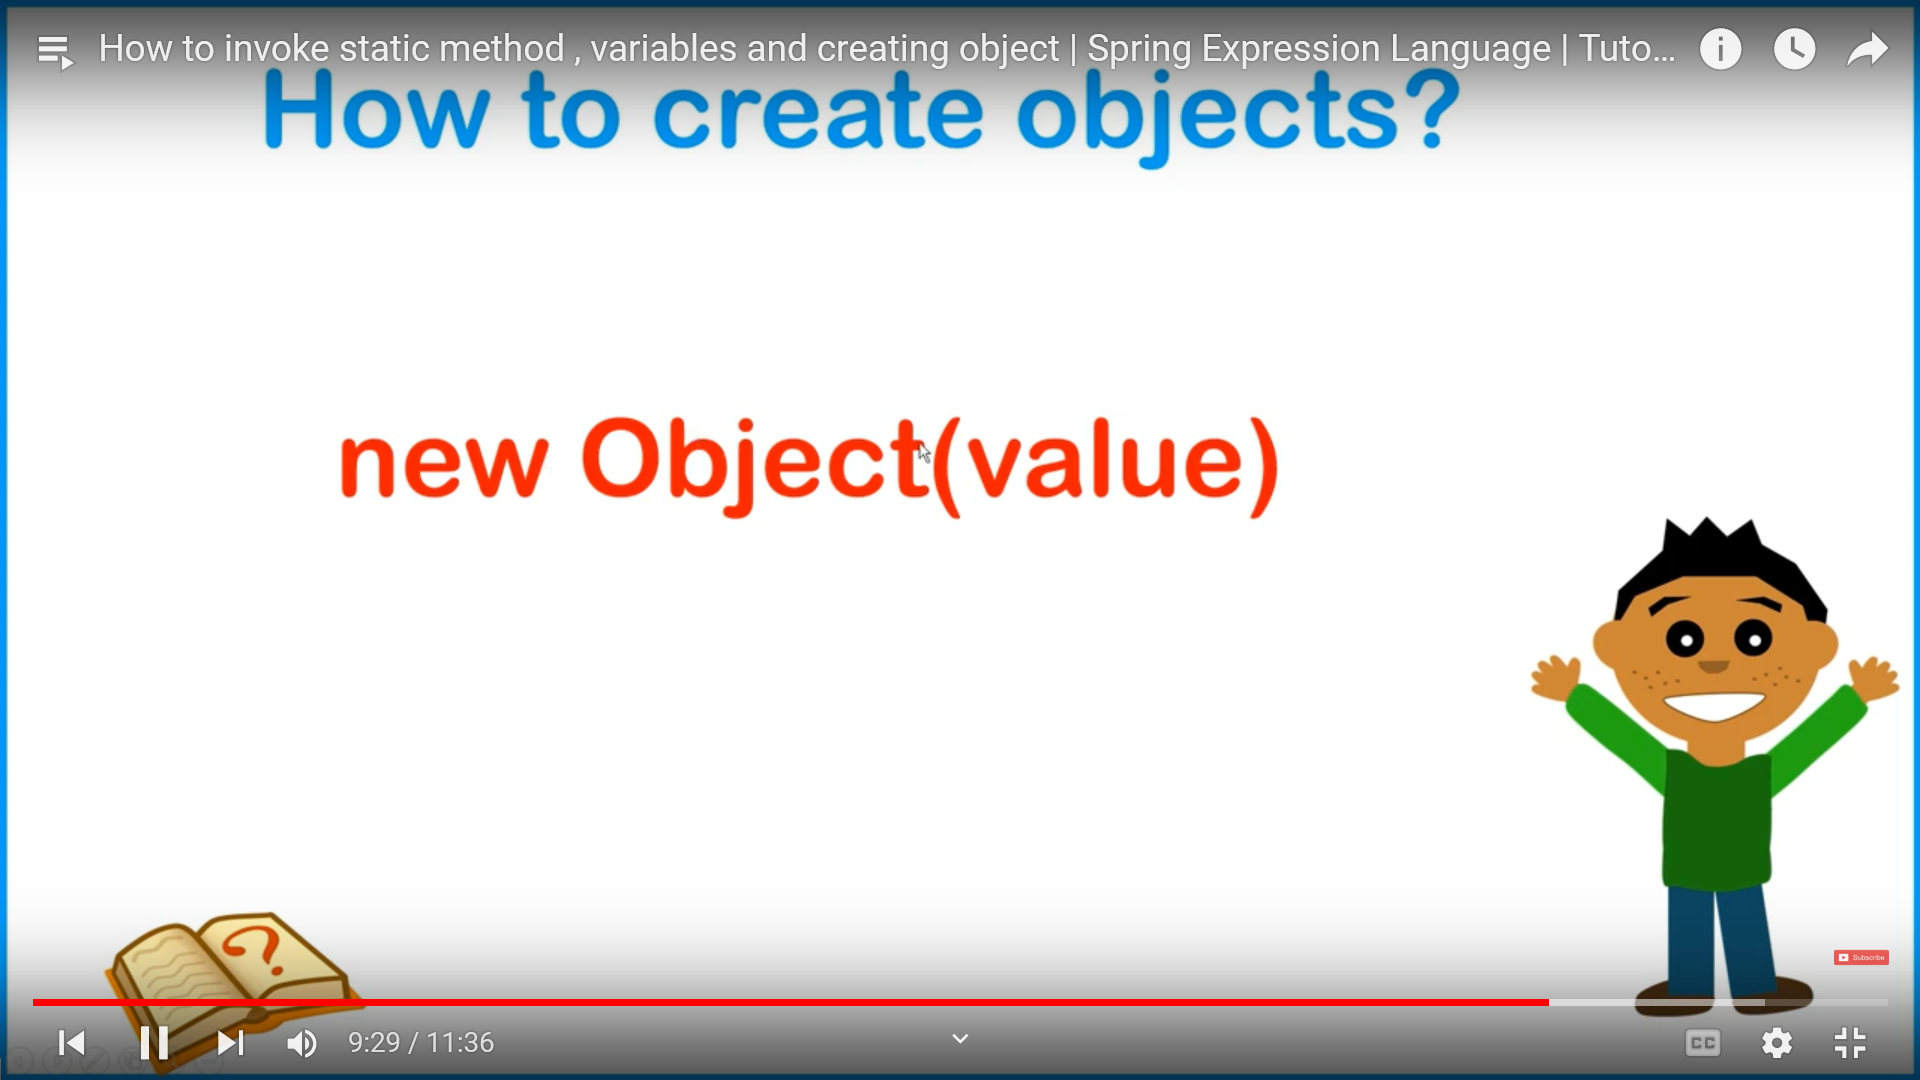 How to invoke static method , variables and creating object | Spring Expression Language | Tuto...
How to create objects?
new Object(value)
?
Subscribe
9:29 / 11:36
CC